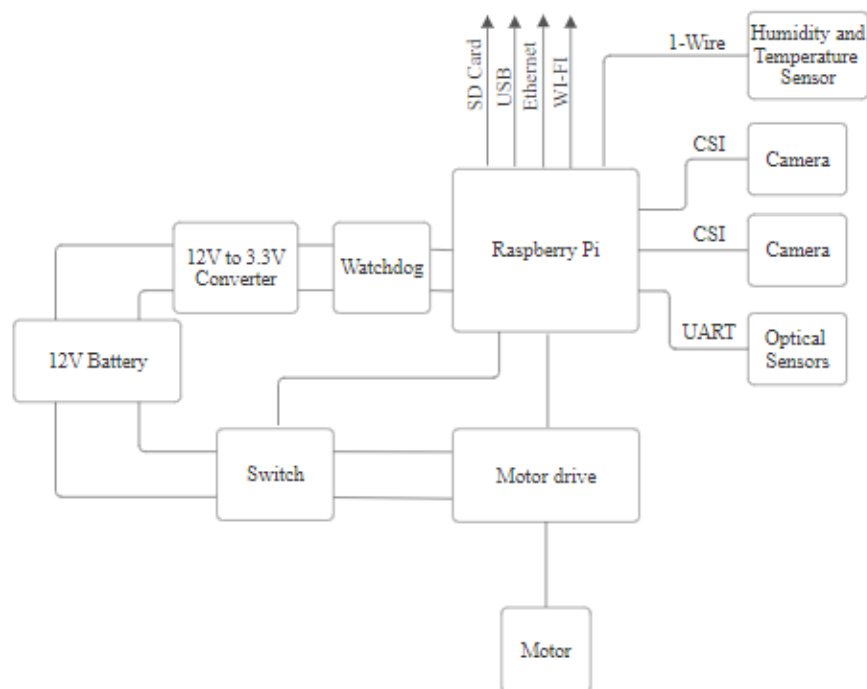 SD Card
USB
Ethernet
WI-FI
1-Wire
Humidity and
Temperature
Sensor
CSI
Camera
Raspberry Pi
CSI
Camera
12V to 3.3V
Converter
Watchdog
UART
Optical
Sensors
12V Battery
Switch
Motor drive
Motor